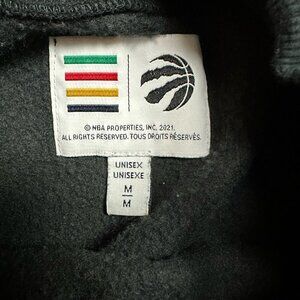 © NBA PROPERTIES, INC. 2021.
ALL RIGHTS RESERVED. TOUS DROITS RÉSERVÉS.
UNISEX
UNISEXE
M
M